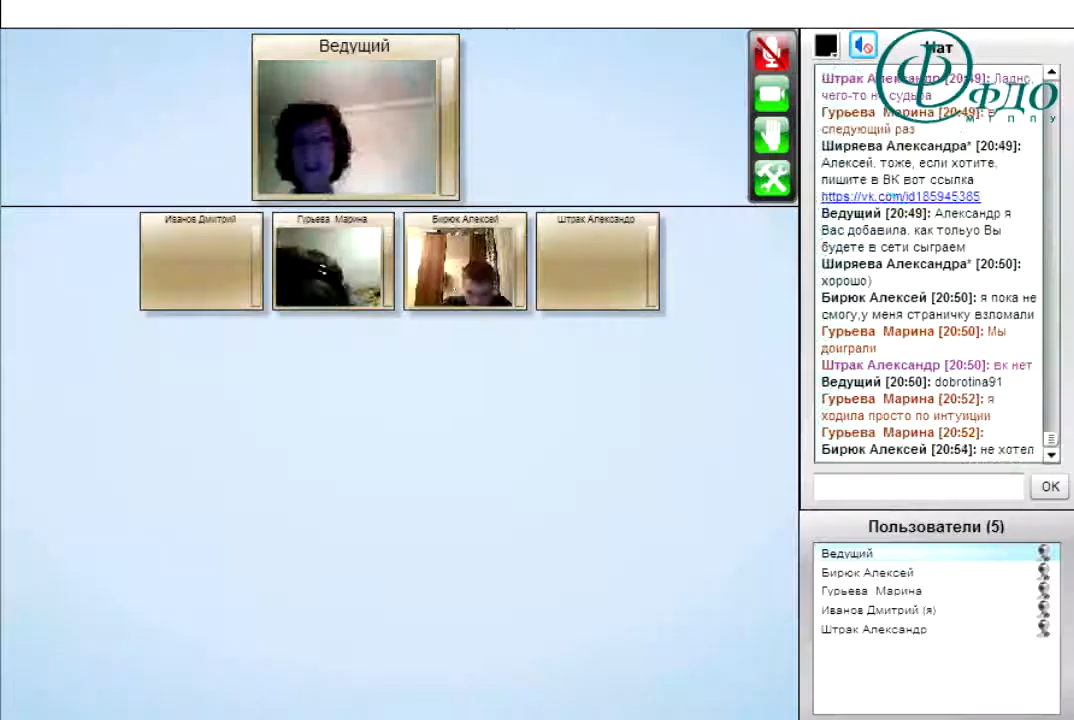 Ведущий
Иванов Дмитрий
Гурьева Марина
Бирюк Алексей
Штрак Александр
Чат
ФДО
МГППУ
Штрак Александр [20:49]: Ладно,
чего-то не судьба
Гурьева Марина [20:49]: в
следующий раз
Ширяева Александра* [20:49]:
Алексей, тоже, если хотите,
пишите в ВК вот ссылка
https://vk.com/id185945385
Ведущий [20:49]: Александр я
Вас добавила, как толъуо Вы
будете в сети сыграем
Ширяева Александра* [20:50]:
хорошо)
Бирюк Алексей [20:50]: я пока не
смогу,у меня страничку взломали
Гурьева Марина [20:50]: Мы
доиграли
Штрак Александр [20:50]: вк нет
Ведущий [20:50]: dobrotina91
Гурьева Марина [20:52]: я
ходила просто по интуиции
Гурьева Марина [20:52]:
Бирюк Алексей [20:54]: не хотел
OK
Пользователи (5)
Ведущий
Бирюк Алексей
Гурьева Марина
Иванов Дмитрий (я)
Штрак Александр